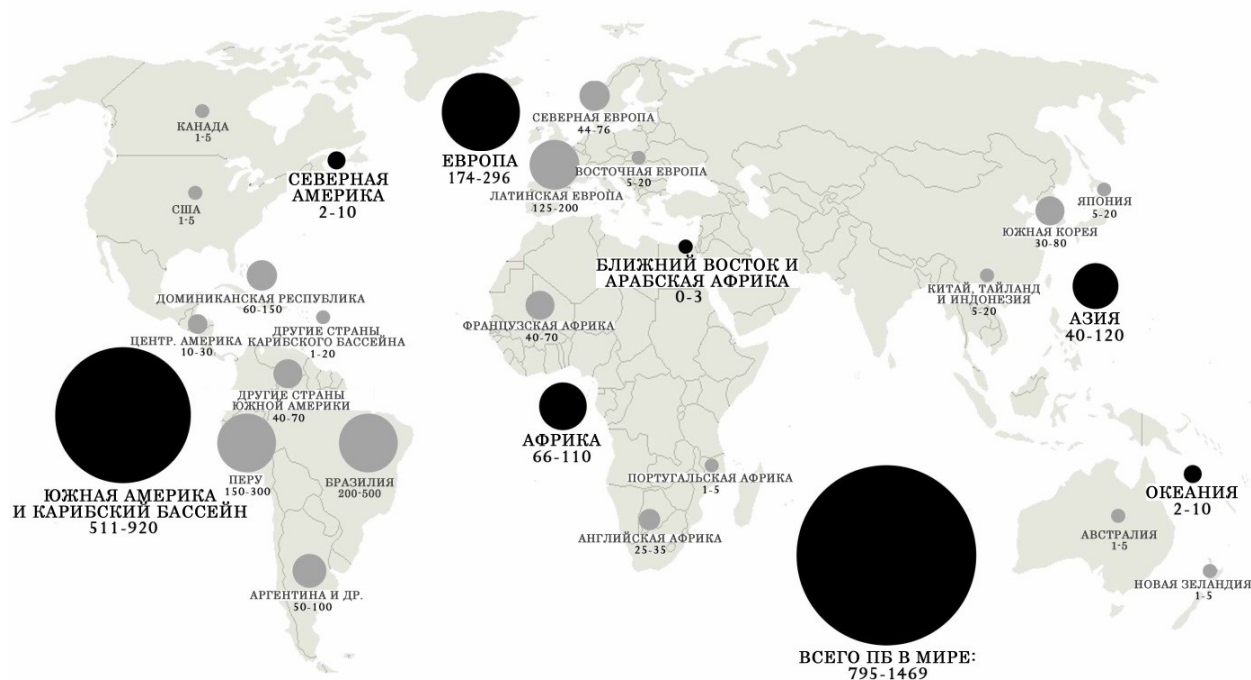 КАНАДА
1-5
СЕВЕРНАЯ
АМЕРИКА
2-10
США
1-5
ЕВРОПА
174-296
СЕВЕРНАЯ ЕВРОПА
44-76
ВОСТОЧНАЯ ЕВРОПА
5-20
ЛАТИНСКАЯ ЕВРОПА
125-200
ЯПОНИЯ
5-20
ЮЖНАЯ КОРЕЯ
30-80
БЛИЖНИЙ ВОСТОК И
АРАБСКАЯ АФРИКА
0-3
КИТАЙ, ТАЙЛАНД
И ИНДОНЕЗИЯ
5-20
АЗИЯ
40-120
ДОМИНИКАНСКАЯ РЕСПУБЛИКА
60-150
ЦЕНТР. АМЕРИКА
10-30
ДРУГИЕ СТРАНЫ
КАРИБСКОГО БАССЕЙНА
1-20
ФРАНЦУЗСКАЯ АФРИКА
40-70
ДРУГИЕ СТРАНЫ
ЮЖНОЙ АМЕРИКИ
40-70
АФРИКА
66-110
ПЕРУ
150-300
БРАЗИЛИЯ
200-500
ЮЖНАЯ АМЕРИКА
И КАРИБСКИЙ БАССЕЙН
511-920
ПОРТУГАЛЬСКАЯ АФРИКА
1-5
АНГЛИЙСКАЯ АФРИКА
25-35
ОКЕАНИЯ
2-10
АВСТРАЛИЯ
1-5
НОВАЯ ЗЕЛАНДИЯ
1-5
АРГЕНТИНА И ДР.
50-100
ВСЕГО ПБ В МИРЕ:
795-1469